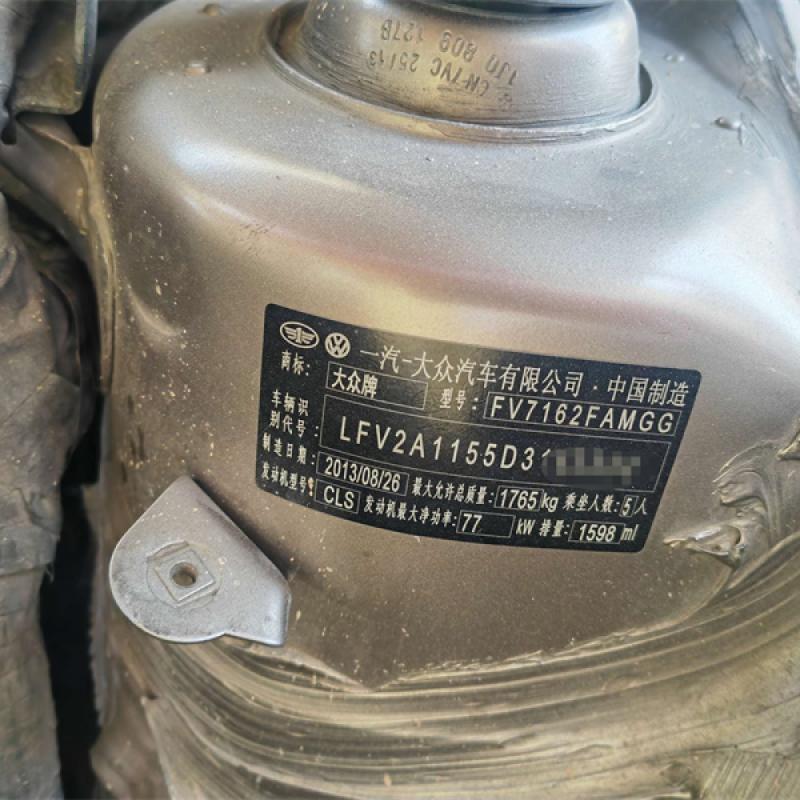 1J0 809 127B
CN-TVC 25/13
一汽-大众汽车有限公司·中国制造
商标: 大众牌 型号: FV7162FAMGG
车辆识别代号: LFV2A1155D3
制造日期: 2013/08/26 最大允许总质量: 1765kg 乘坐人数: 5人
发动机型号: CLS 发动机最大净功率: 77 kW 排量: 1598 ml